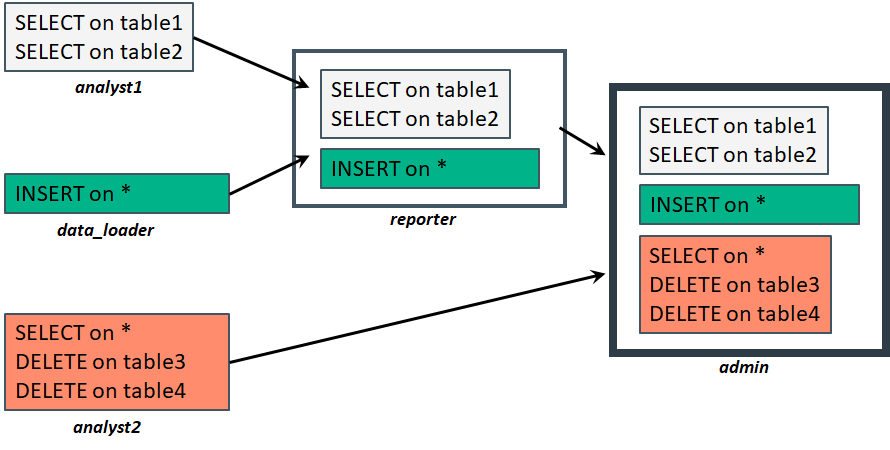 SELECT on table1
SELECT on table2
analyst1
INSERT on *
data_loader
SELECT on *
DELETE on table3
DELETE on table4
analyst2
SELECT on table1
SELECT on table2
INSERT on *
reporter
SELECT on table1
SELECT on table2
INSERT on *
SELECT on *
DELETE on table3
DELETE on table4
admin